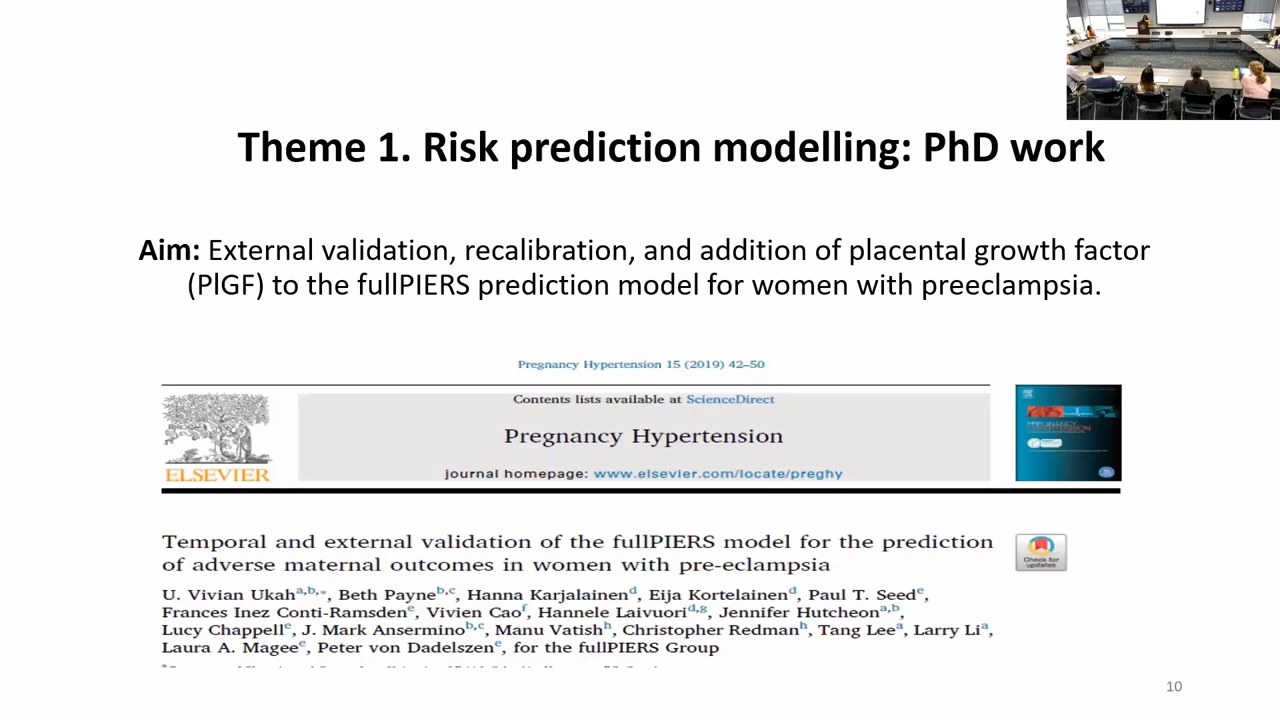 Theme 1. Risk prediction modelling: PhD work
Aim: External validation, recalibration, and addition of placental growth factor
(PlGF) to the fullPIERS prediction model for women with preeclampsia.
Pregnancy Hypertension 15 (2019) 42–50
Contents lists available at ScienceDirect
Pregnancy Hypertension
journal homepage: www.elsevier.com/locate/preghy
ELSEVIER
PREGNANCY
HYPERTENSION
Temporal and external validation of the fullPIERS model for the prediction
of adverse maternal outcomes in women with pre-eclampsia
Check for
updates
U. Vivian Ukah a,b,*, Beth Payne b,c, Hanna Karjalainen d, Eija Kortelainen d, Paul T. Seed e,
Frances Inez Conti-Ramsden e, Vivien Cao f, Hannele Laivuori d,g, Jennifer Hutcheon a,b,
Lucy Chappell e, J. Mark Ansermino b,c, Manu Vatish h, Christopher Redman h, Tang Lee a, Larry Li a,
Laura A. Magee e, Peter von Dadelszen e, for the fullPIERS Group
10